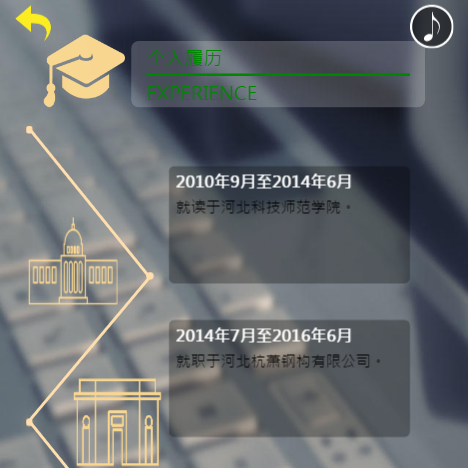 个人履历
EXPERIENCE
2010年9月至2014年6月
就读于河北科技师范学院。
2014年7月至2016年6月
就职于河北杭萧钢构有限公司。